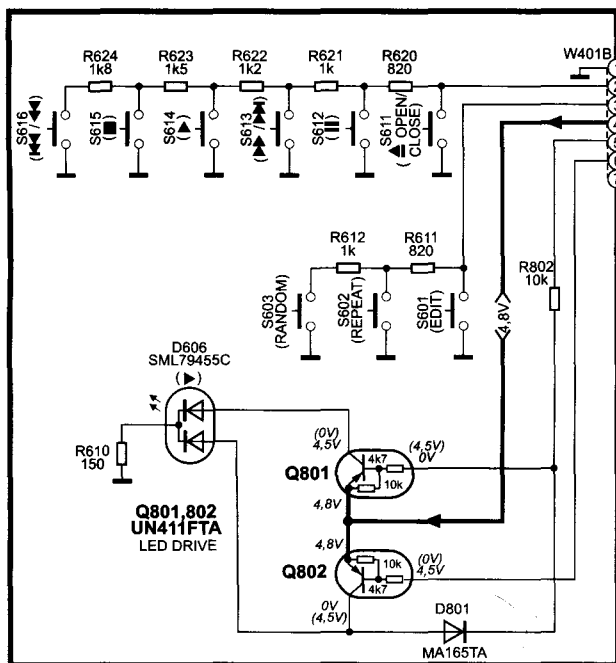 W401B
R624
1k8
R623
1k5
R622
1k2
R621
1k
R620
820
S616
S615
S614
S613
S612
S611
OPEN/
CLOSE)
R612
1k
R611
820
R802
10k
S603
(RANDOM)
S602
(REPEAT)
S601
(EDIT)
4,8V
D606
SML79455C
R610
150
(0V)
4,5V
(4,5V)
0V
Q801
4k7
10k
4,8V
Q801,802
UN411FTA
LED DRIVE
4,8V
Q802
10k
4k7
(0V)
4,5V
0V
(4,5V)
D801
MA165TA